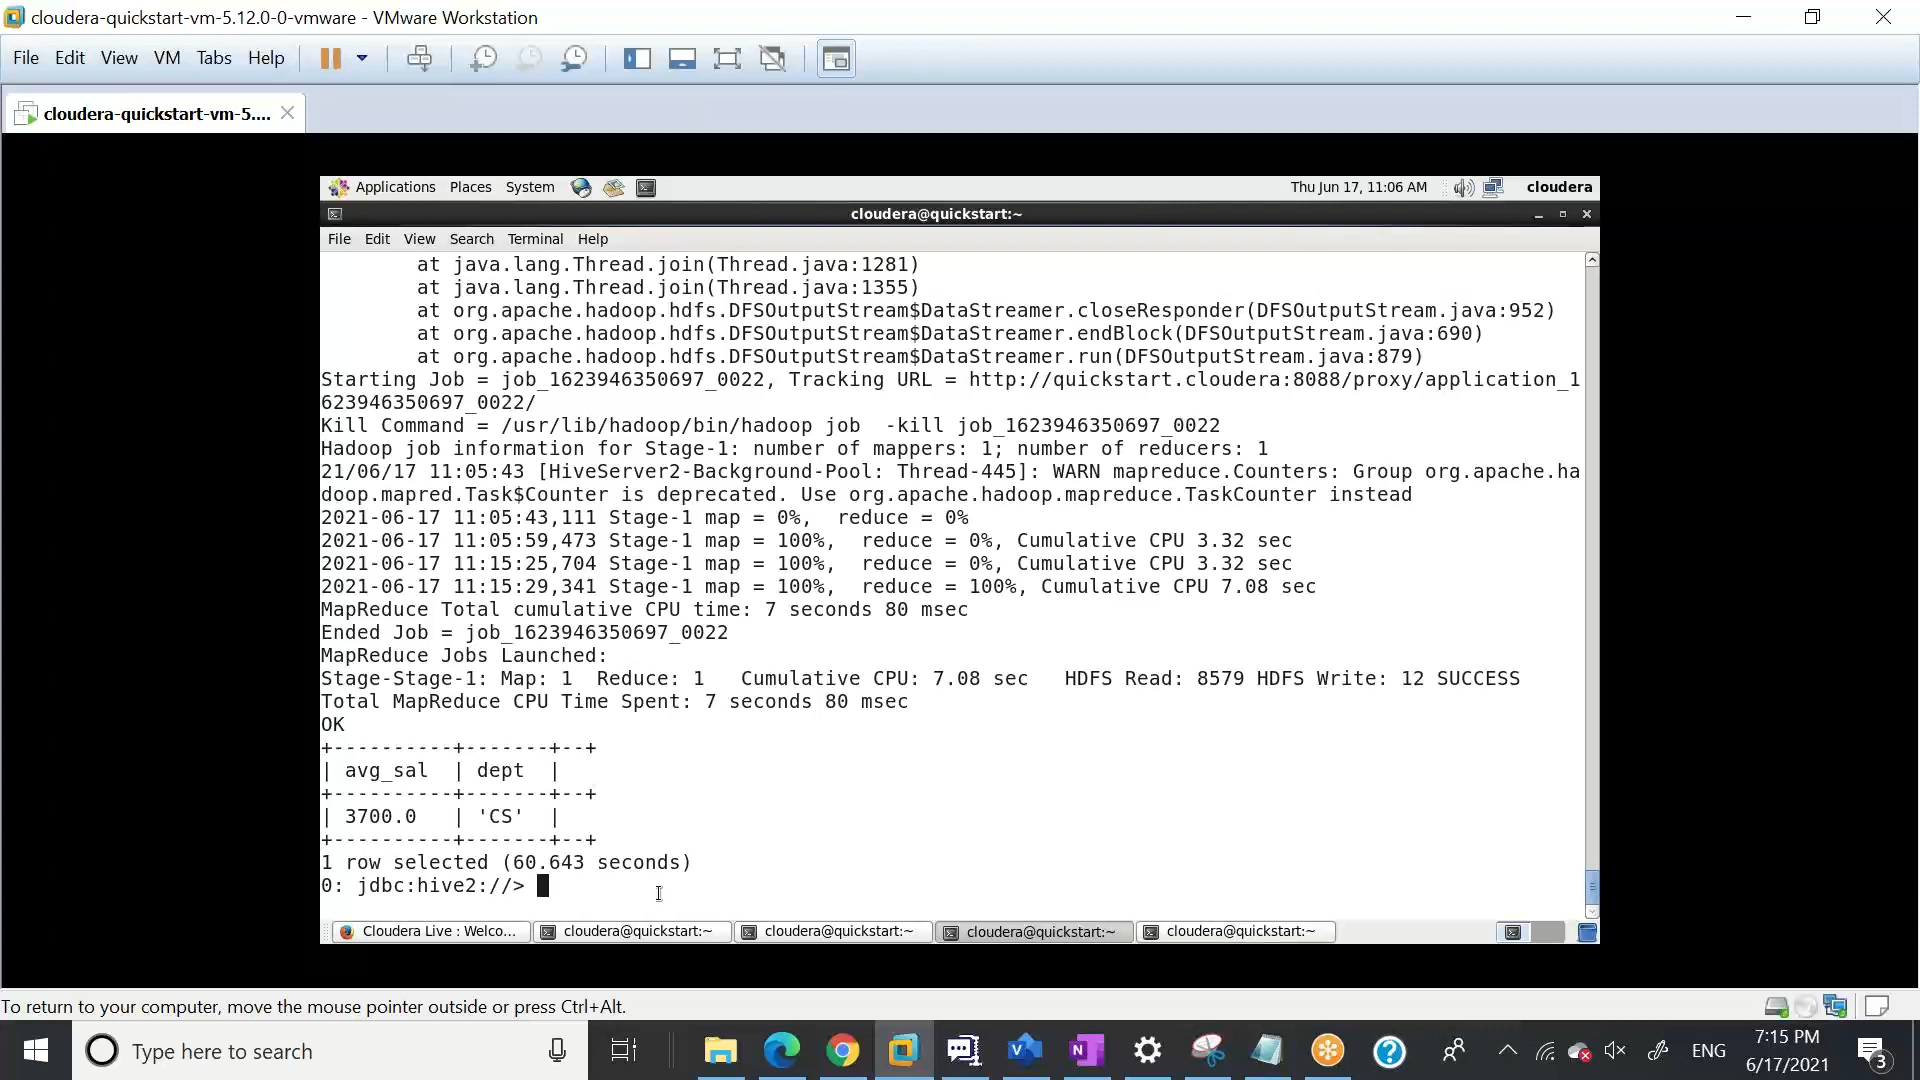 cloudera-quickstart-vm-5.12.0-0-vmware - VMware Workstation
File Edit View VM Tabs Help
cloudera-quickstart-vm-5....
Applications Places System Thu Jun 17, 11:06 AM cloudera
cloudera@quickstart:~
File Edit View Search Terminal Help
at java.lang.Thread.join(Thread.java:1281)
at java.lang.Thread.join(Thread.java:1355)
at org.apache.hadoop.hdfs.DFSOutputStream$DataStreamer.closeResponder(DFSOutputStream.java:952)
at org.apache.hadoop.hdfs.DFSOutputStream$DataStreamer.endBlock(DFSOutputStream.java:690)
at org.apache.hadoop.hdfs.DFSOutputStream$DataStreamer.run(DFSOutputStream.java:879)
Starting Job = job_1623946350697_0022, Tracking URL = http://quickstart.cloudera:8088/proxy/application_1
623946350697_0022/
Kill Command = /usr/lib/hadoop/bin/hadoop job  -kill job_1623946350697_0022
Hadoop job information for Stage-1: number of mappers: 1; number of reducers: 1
21/06/17 11:05:43 [HiveServer2-Background-Pool: Thread-445]: WARN mapreduce.Counters: Group org.apache.ha
doop.mapred.Task$Counter is deprecated. Use org.apache.hadoop.mapreduce.TaskCounter instead
2021-06-17 11:05:43,111 Stage-1 map = 0%,  reduce = 0%
2021-06-17 11:05:59,473 Stage-1 map = 100%,  reduce = 0%, Cumulative CPU 3.32 sec
2021-06-17 11:15:25,704 Stage-1 map = 100%,  reduce = 0%, Cumulative CPU 3.32 sec
2021-06-17 11:15:29,341 Stage-1 map = 100%,  reduce = 100%, Cumulative CPU 7.08 sec
MapReduce Total cumulative CPU time: 7 seconds 80 msec
Ended Job = job_1623946350697_0022
MapReduce Jobs Launched:
Stage-Stage-1: Map: 1  Reduce: 1   Cumulative CPU: 7.08 sec   HDFS Read: 8579 HDFS Write: 12 SUCCESS
Total MapReduce CPU Time Spent: 7 seconds 80 msec
OK
+----------+-------+--+
| avg_sal  | dept  |
+----------+-------+--+
| 3700.0   | 'CS'  |
+----------+-------+--+
1 row selected (60.643 seconds)
0: jdbc:hive2://>
Cloudera Live : Welco... cloudera@quickstart:~ cloudera@quickstart:~ cloudera@quickstart:~ cloudera@quickstart:~
To return to your computer, move the mouse pointer outside or press Ctrl+Alt.
Type here to search
ENG
7:15 PM
6/17/2021
3